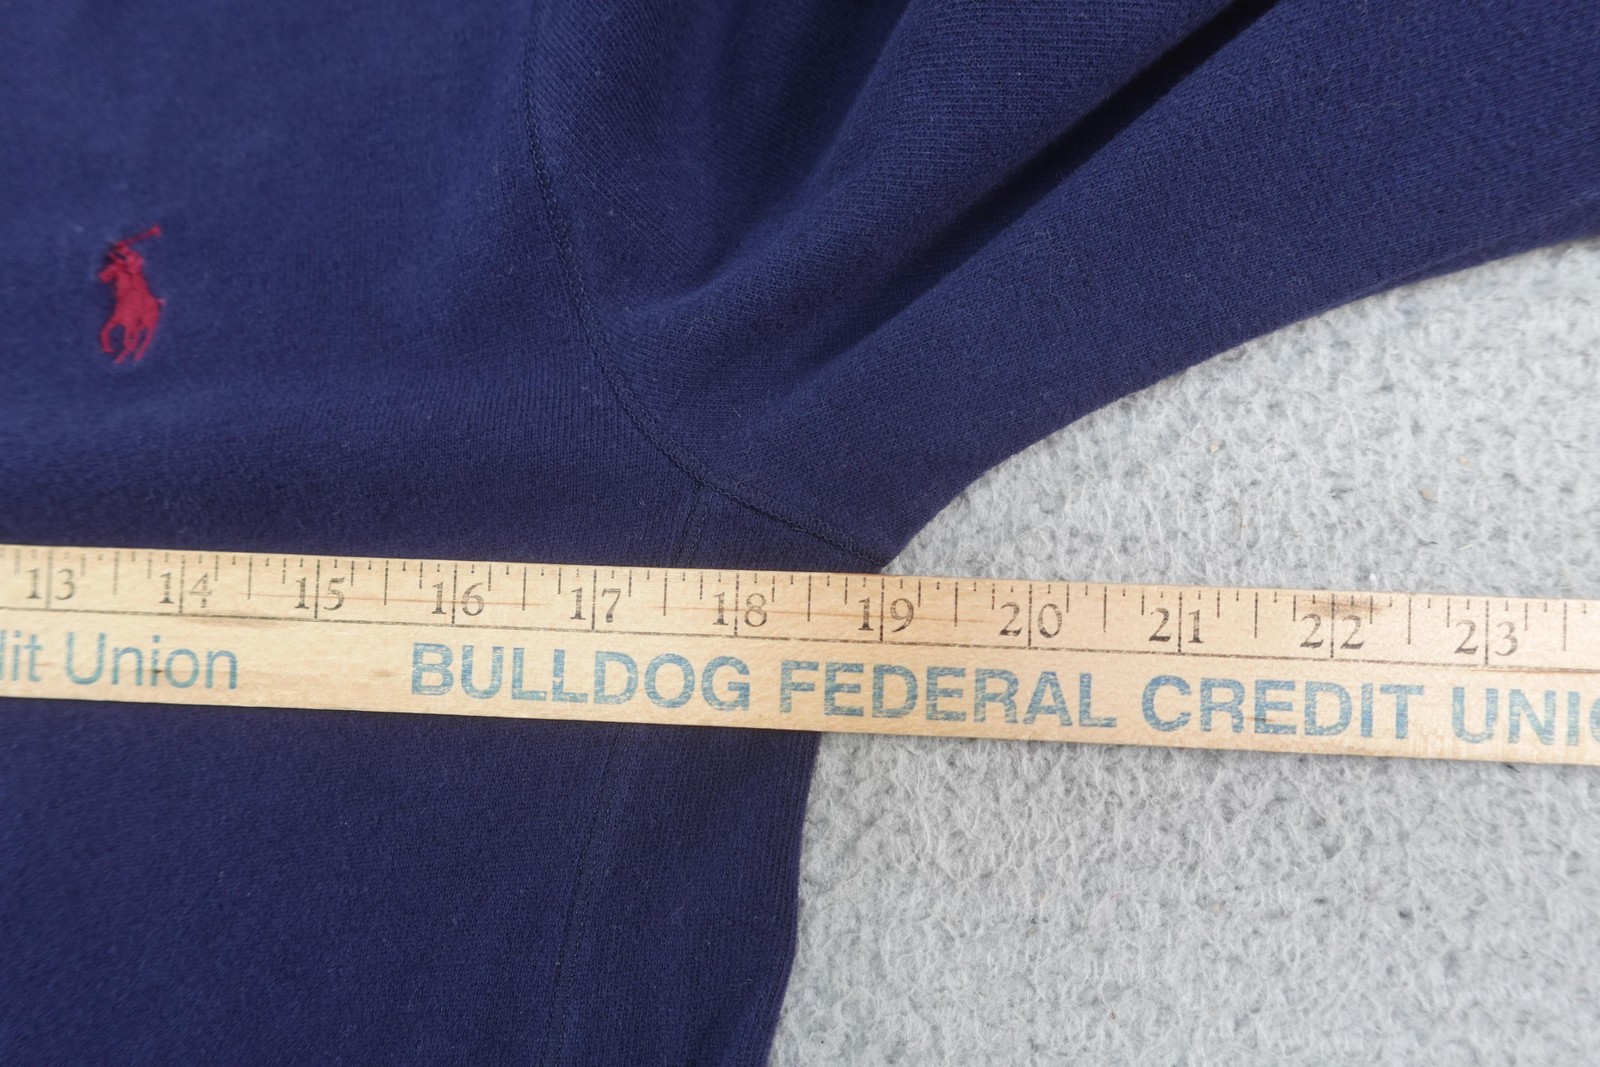 13 14 15 16 17 18 19 20 21 22 23
dit Union BULLDOG FEDERAL CREDIT UNIO